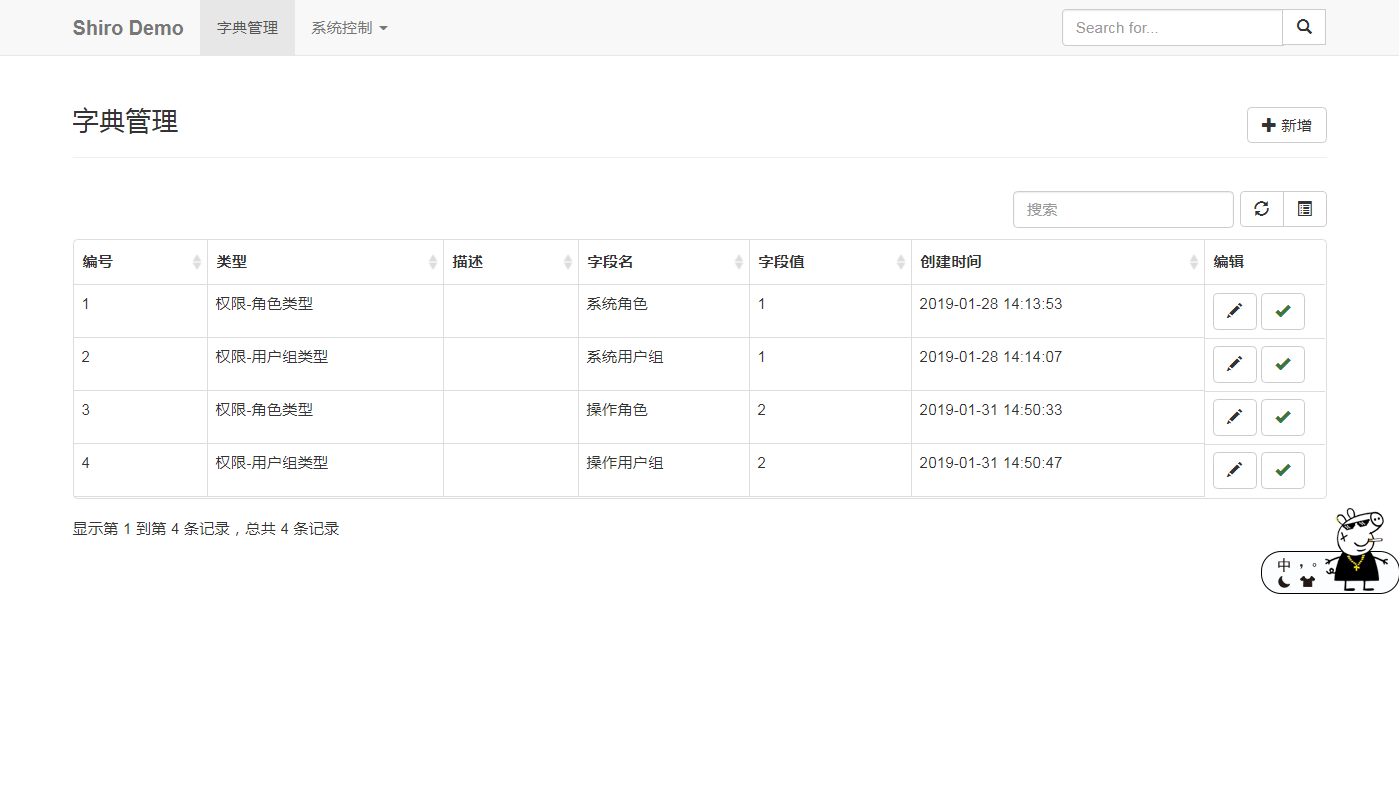 Shiro Demo 字典管理 系统控制 Search for...
字典管理 新增
搜索
编号 类型 描述 字段名 字段值 创建时间 编辑
1 权限-角色类型 系统角色 1 2019-01-28 14:13:53
2 权限-用户组类型 系统用户组 1 2019-01-28 14:14:07
3 权限-角色类型 操作角色 2 2019-01-31 14:50:33
4 权限-用户组类型 操作用户组 2 2019-01-31 14:50:47
显示第 1 到第 4 条记录，总共 4 条记录
中 ， 。